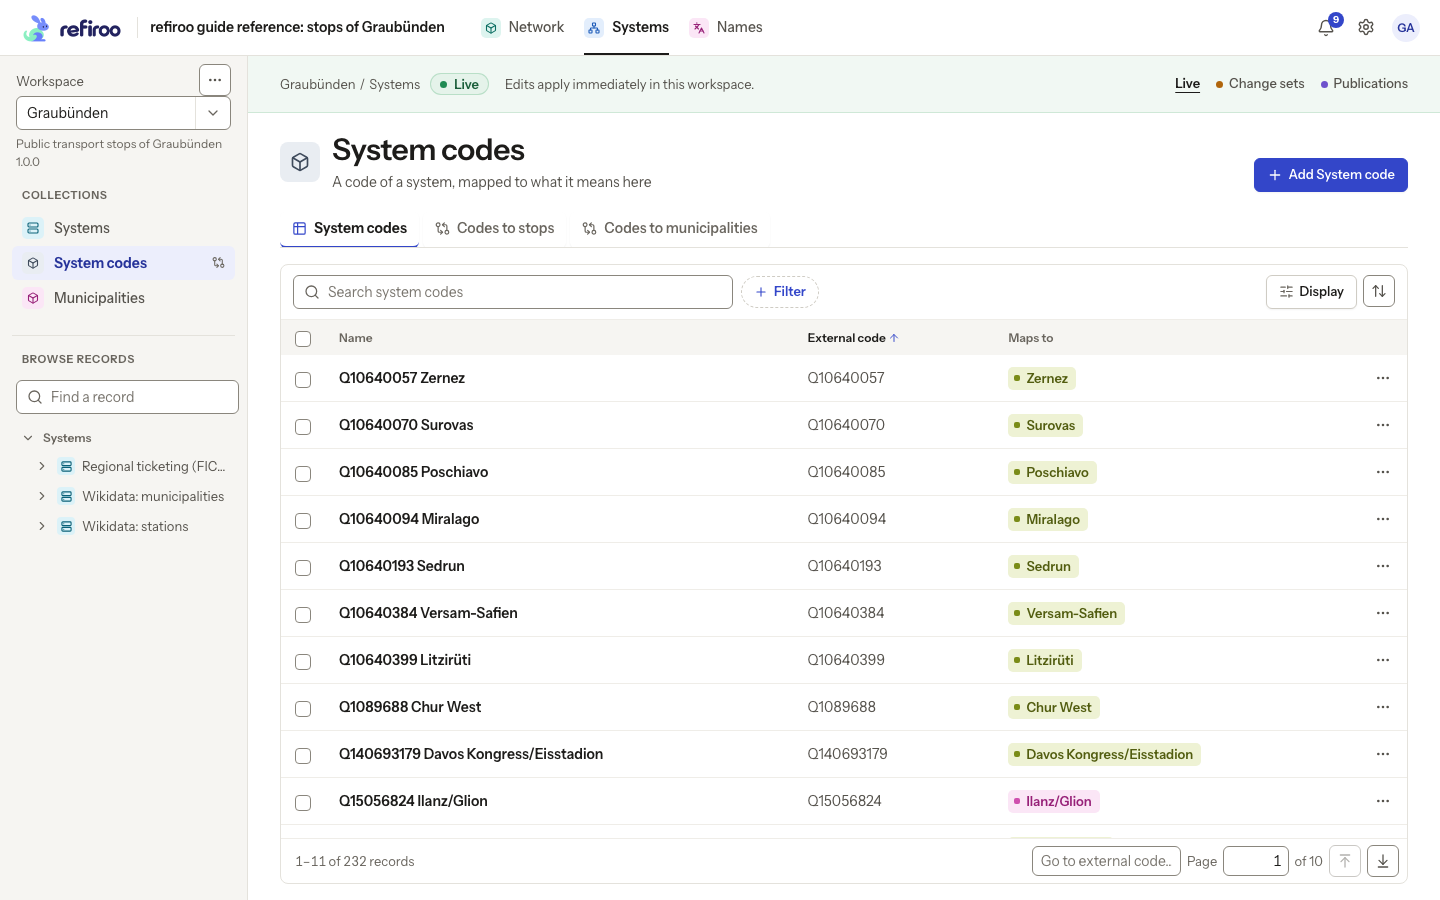 refiroo
refiroo guide reference: stops of Graubünden
Network
Systems
Names
9
GA
Workspace
Graubünden
Public transport stops of Graubünden
1.0.0
COLLECTIONS
Systems
System codes
Municipalities
BROWSE RECORDS
Find a record
Systems
Regional ticketing (FIC...
Wikidata: municipalities
Wikidata: stations
Graubünden / Systems
Live
Edits apply immediately in this workspace.
Live
Change sets
Publications
System codes
A code of a system, mapped to what it means here
Add System code
System codes
Codes to stops
Codes to municipalities
Search system codes
Filter
Display
Name External code Maps to
Q10640057 Zernez Q10640057 Zernez
Q10640070 Surovas Q10640070 Surovas
Q10640085 Poschiavo Q10640085 Poschiavo
Q10640094 Miralago Q10640094 Miralago
Q10640193 Sedrun Q10640193 Sedrun
Q10640384 Versam-Safien Q10640384 Versam-Safien
Q10640399 Litzirüti Q10640399 Litzirüti
Q1089688 Chur West Q1089688 Chur West
Q140693179 Davos Kongress/Eisstadion Q140693179 Davos Kongress/Eisstadion
Q15056824 Ilanz/Glion Q15056824 Ilanz/Glion
1–11 of 232 records
Go to external code..
Page 1 of 10